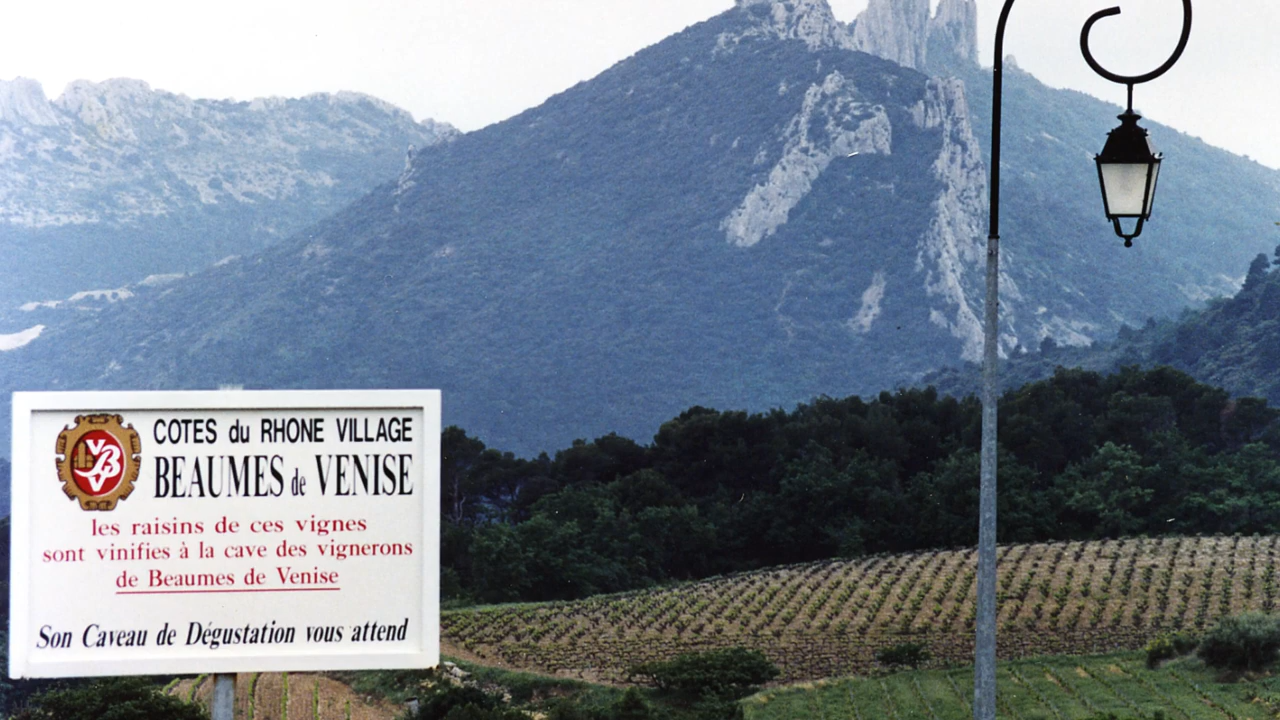 COTES du RHONE VILLAGE
BEAUMES de VENISE
les raisins de ces vignes
sont vinifies à la cave des vignerons
de Beaumes de Venise
Son Caveau de Dégustation vous attend